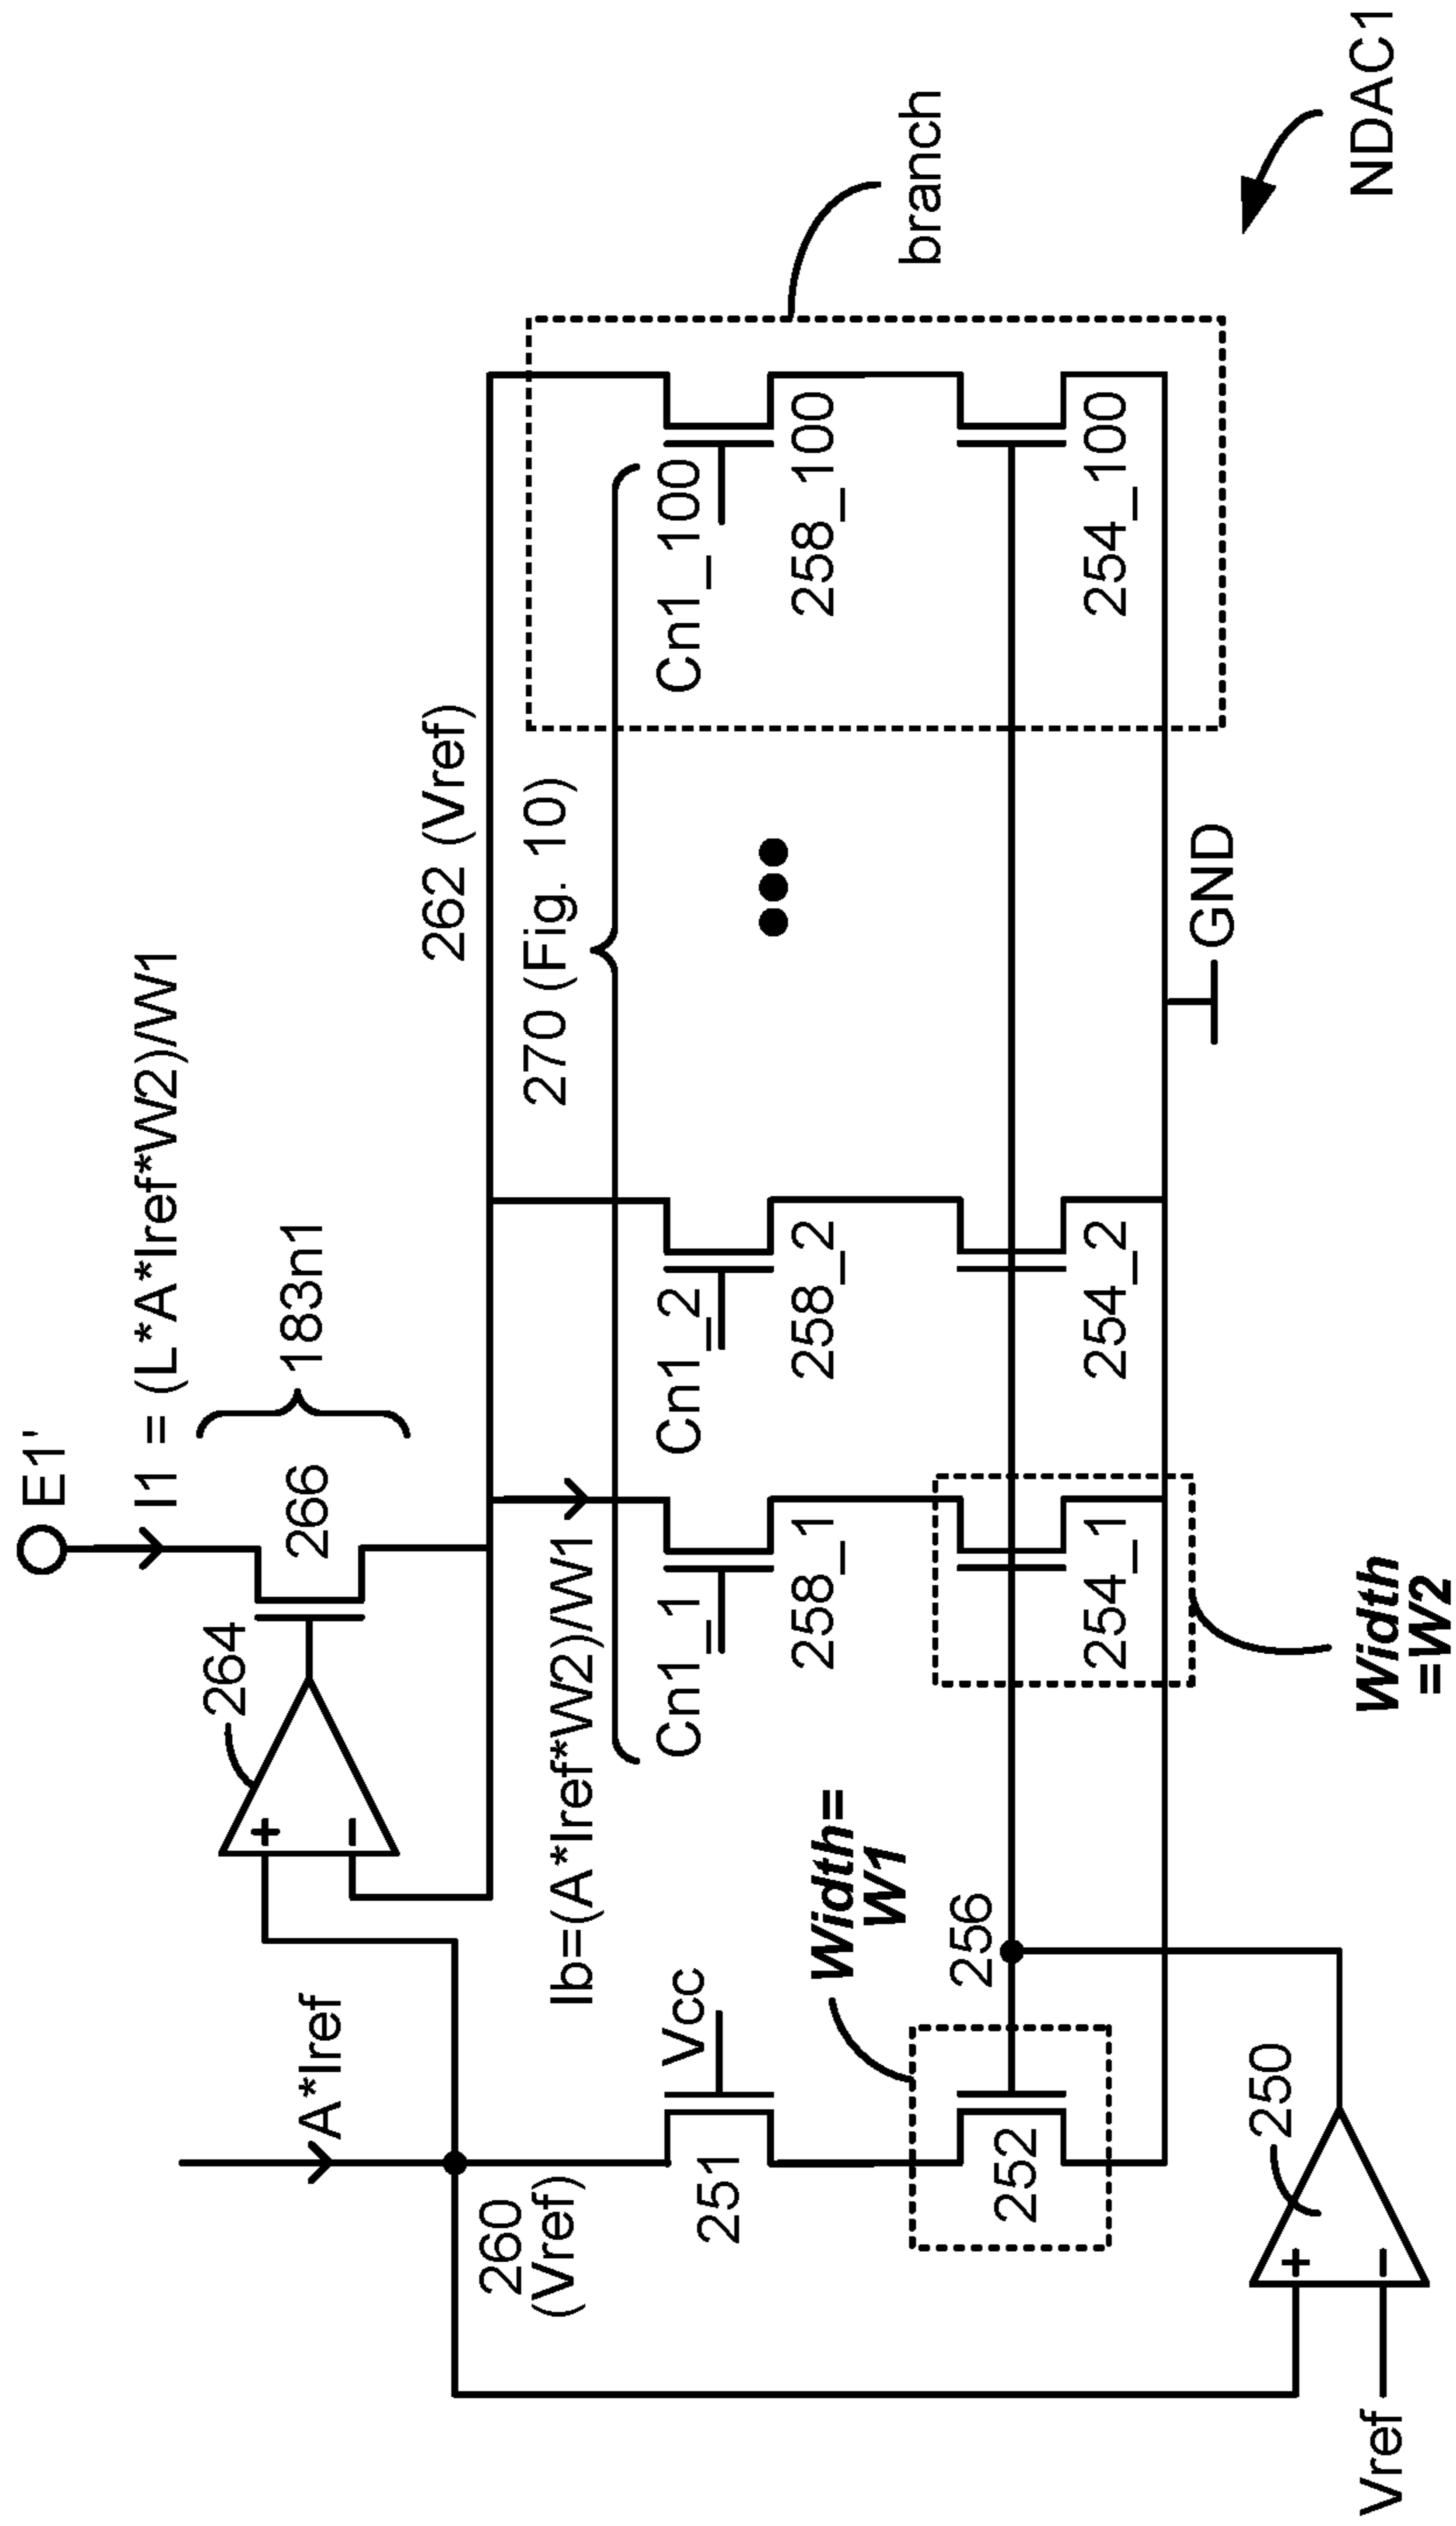 E1'
I1 = (L*A*Iref*W2)/W1
264
266
183n1
A*Iref
262 (Vref)
260
(Vref)
Ib=(A*Iref*W2)/W1
270 (Fig. 10)
Vcc
Cn1_1
Cn1_2
Cn1_100
branch
251
258_1
258_2
258_100
Width=
W1
256
252
254_1
254_2
254_100
GND
250
Vref
Width
=W2
NDAC1
+
−
+
−